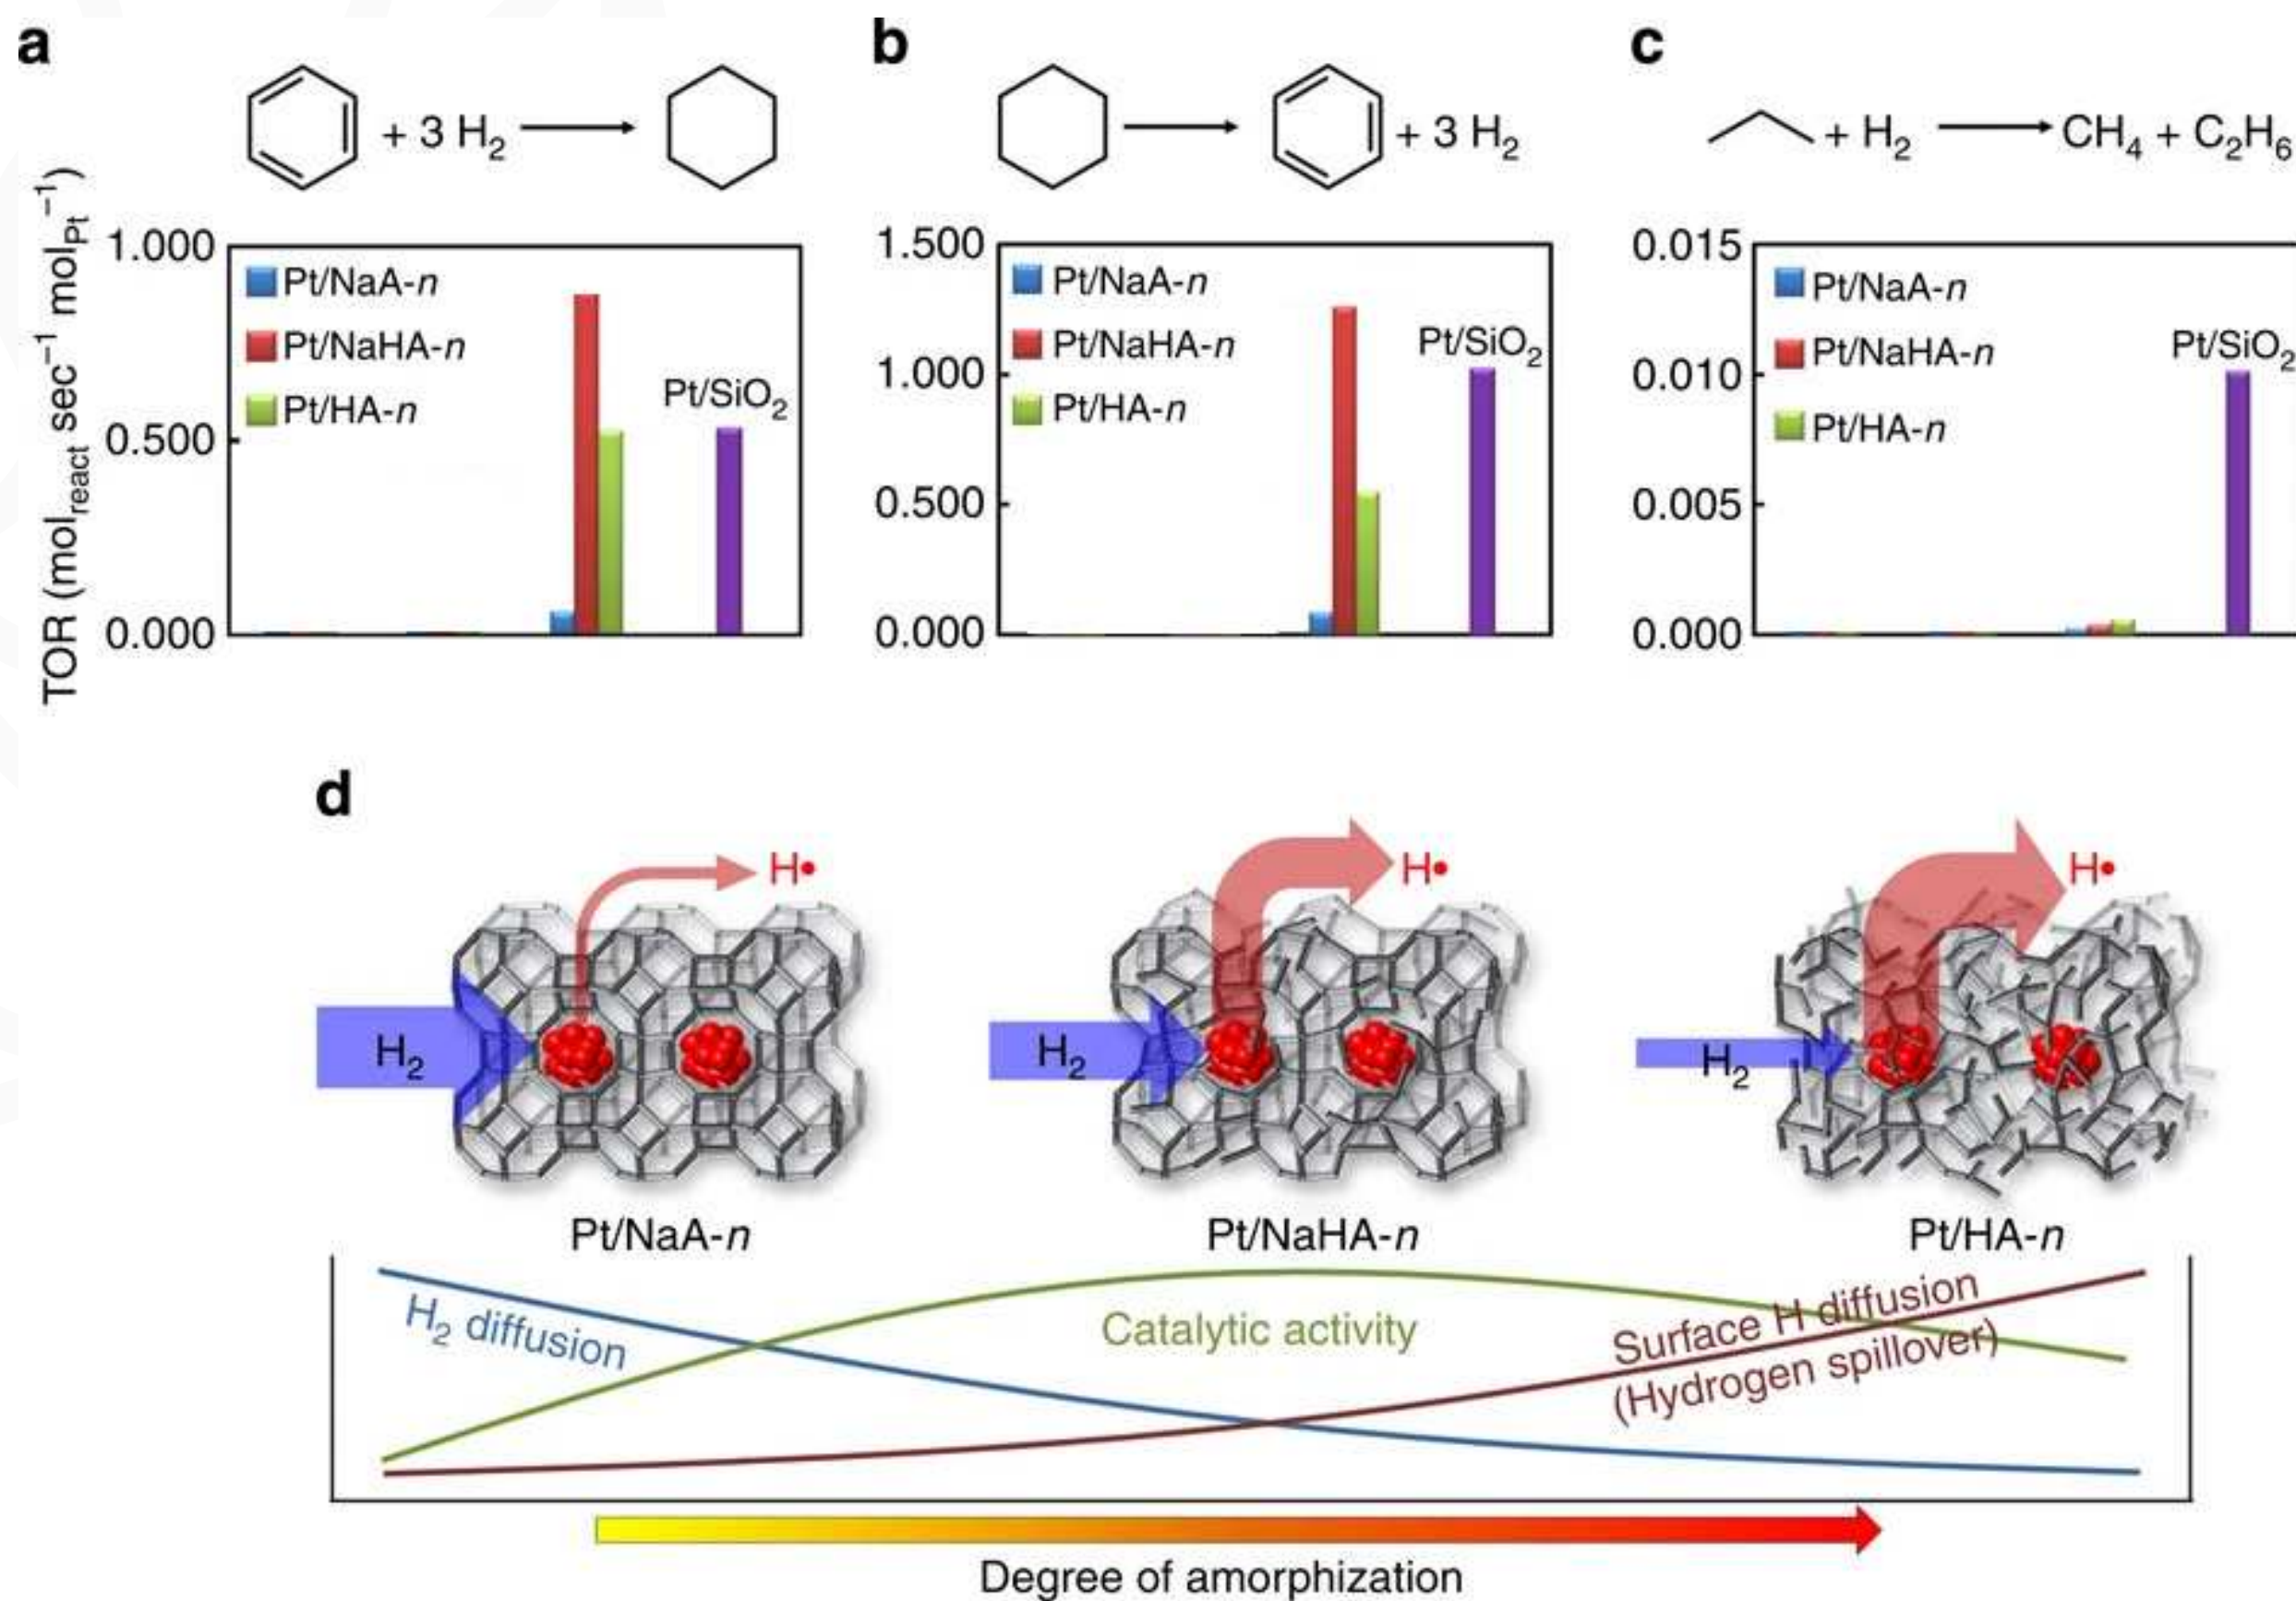 a
+ 3 H₂
TOR (mol_react sec⁻¹ mol_Pt⁻¹)
1.000
0.500
0.000
Pt/NaA-n
Pt/NaHA-n
Pt/HA-n
Pt/SiO₂
b
+ 3 H₂
1.500
1.000
0.500
0.000
Pt/NaA-n
Pt/NaHA-n
Pt/HA-n
Pt/SiO₂
c
+ H₂
CH₄ + C₂H₆
0.015
0.010
0.005
0.000
Pt/NaA-n
Pt/NaHA-n
Pt/HA-n
Pt/SiO₂
d
H•
H•
H•
H₂
H₂
H₂
Pt/NaA-n
Pt/NaHA-n
Pt/HA-n
H₂ diffusion
Catalytic activity
Surface H diffusion
(Hydrogen spillover)
Degree of amorphization